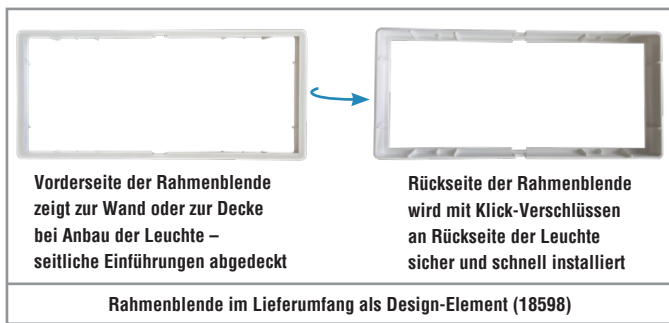 Vorderseite der Rahmenblende
zeigt zur Wand oder zur Decke
bei Anbau der Leuchte –
seitliche Einführungen abgedeckt
Rückseite der Rahmenblende
wird mit Klick-Verschlüssen
an Rückseite der Leuchte
sicher und schnell installiert
Rahmenblende im Lieferumfang als Design-Element (18598)